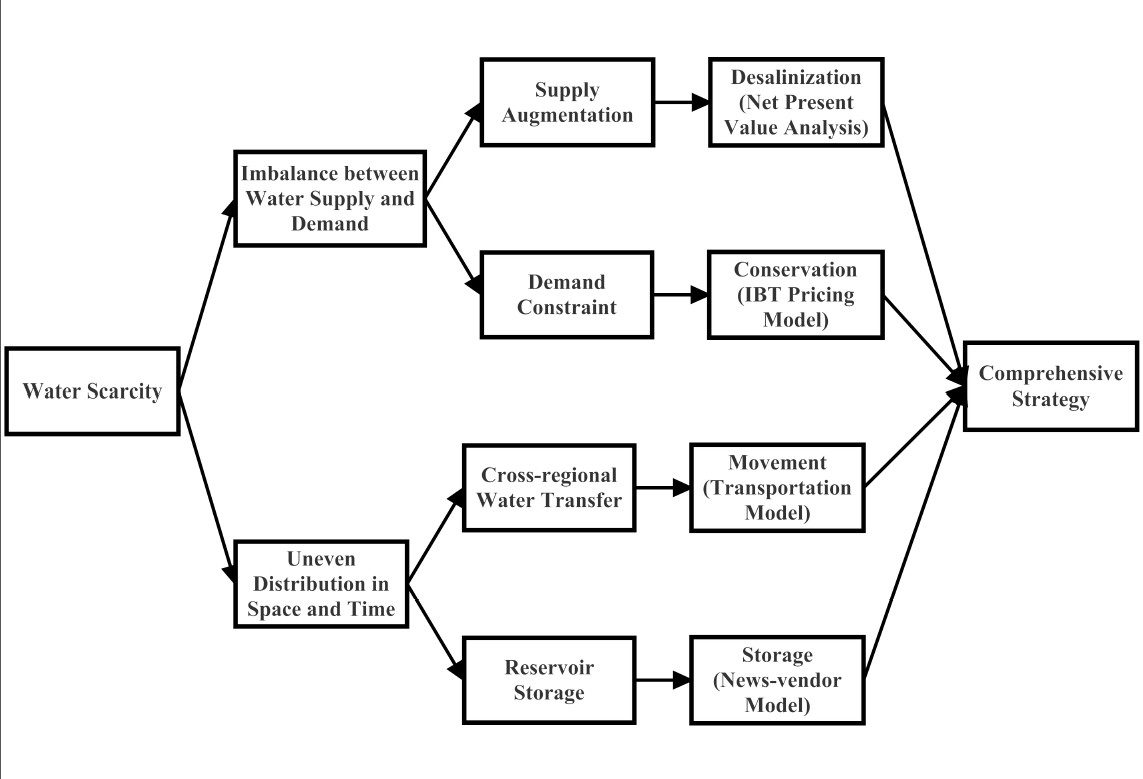 Water Scarcity
Imbalance between
Water Supply and
Demand
Uneven
Distribution in
Space and Time
Supply
Augmentation
Demand
Constraint
Cross-regional
Water Transfer
Reservoir
Storage
Desalinization
(Net Present
Value Analysis)
Conservation
(IBT Pricing
Model)
Movement
(Transportation
Model)
Storage
(News-vendor
Model)
Comprehensive
Strategy